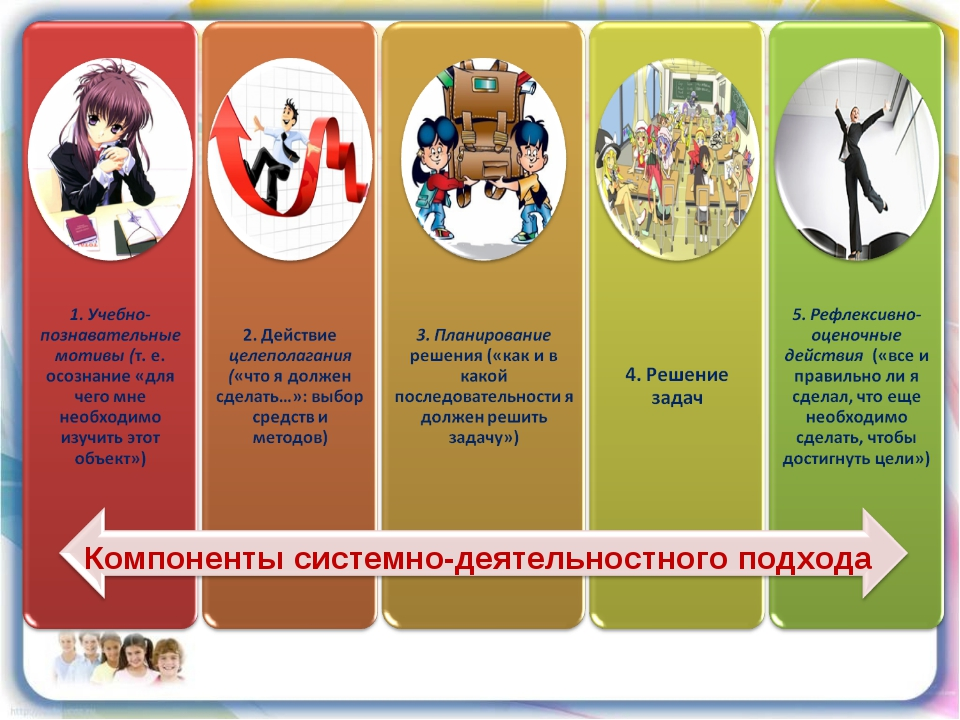 1. Учебно-
познавательные
мотивы (т. е.
осознание «для
чего мне
необходимо
изучить этот
объект»)
2. Действие
целеполагания
(«что я должен
сделать…»: выбор
средств и
методов)
3. Планирование
решения («как и в
какой
последовательности я
должен решить
задачу»)
4. Решение
задач
5. Рефлексивно-
оценочные
действия («все и
правильно ли я
сделал, что еще
необходимо
сделать, чтобы
достигнуть цели»)
Компоненты системно-деятельностного подхода